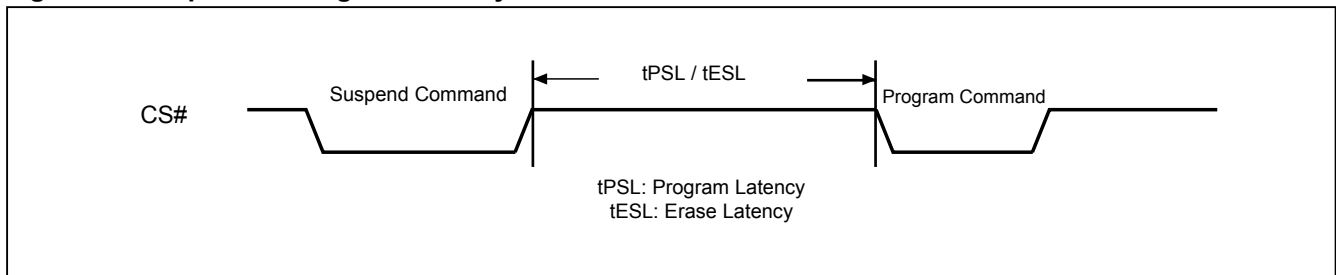 tPSL / tESL
Suspend Command
Program Command
CS#
tPSL: Program Latency
tESL: Erase Latency